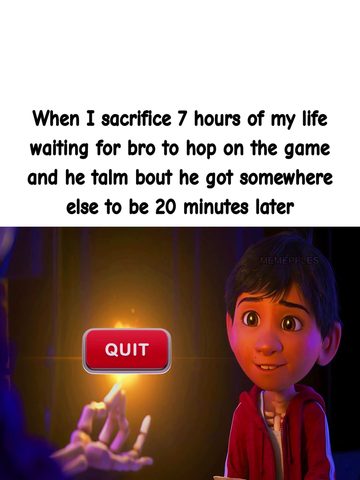 When I sacrifice 7 hours of my life
waiting for bro to hop on the game
and he talm bout he got somewhere
else to be 20 minutes later
MEMEPPLES
QUIT